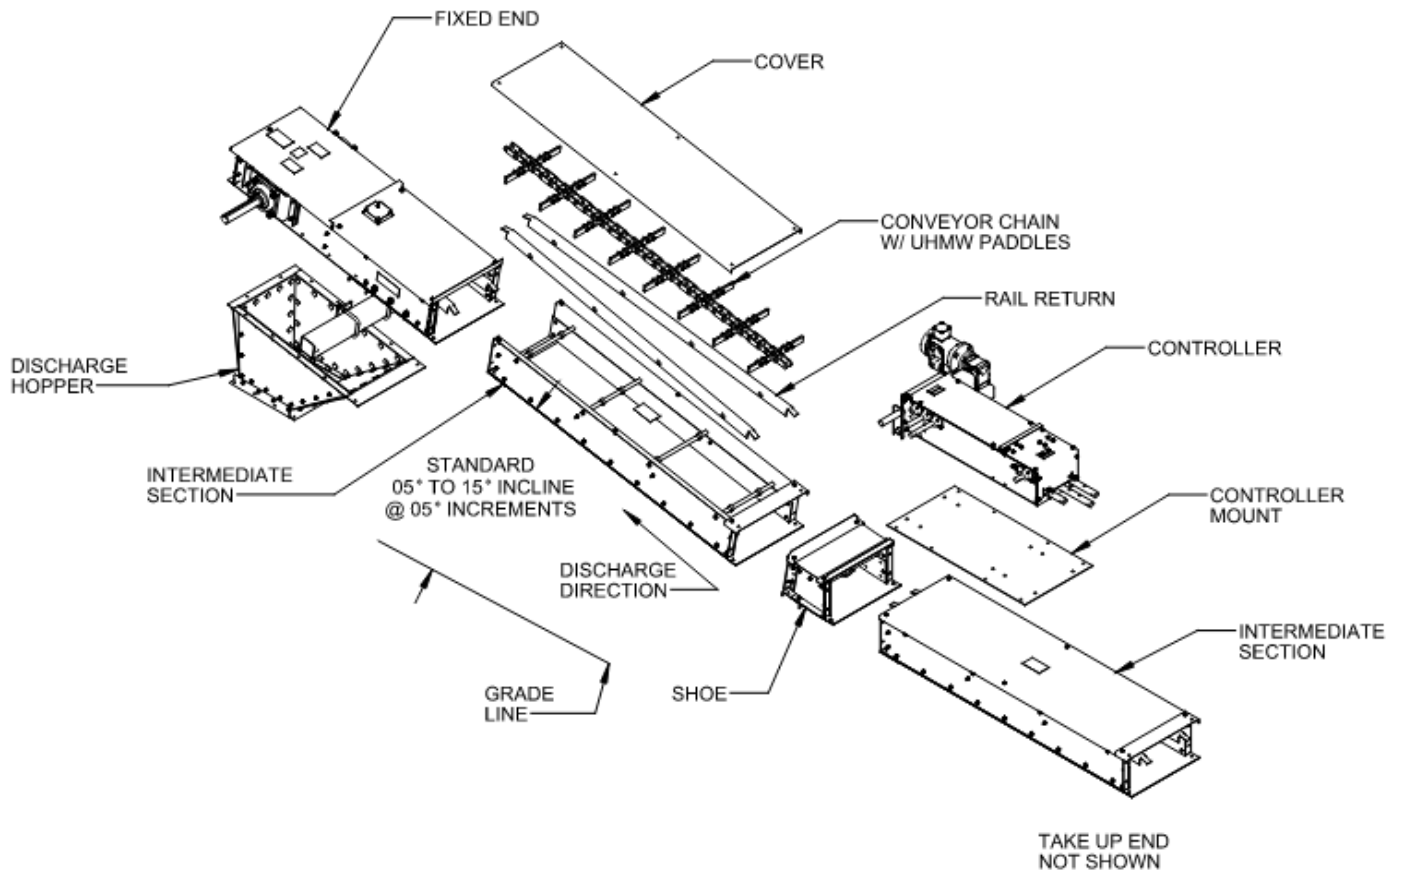 FIXED END
COVER
CONVEYOR CHAIN
W/ UHMW PADDLES
RAIL RETURN
CONTROLLER
DISCHARGE
HOPPER
INTERMEDIATE
SECTION
STANDARD
05° TO 15° INCLINE
@ 05° INCREMENTS
CONTROLLER
MOUNT
DISCHARGE
DIRECTION
INTERMEDIATE
SECTION
GRADE
LINE
SHOE
TAKE UP END
NOT SHOWN